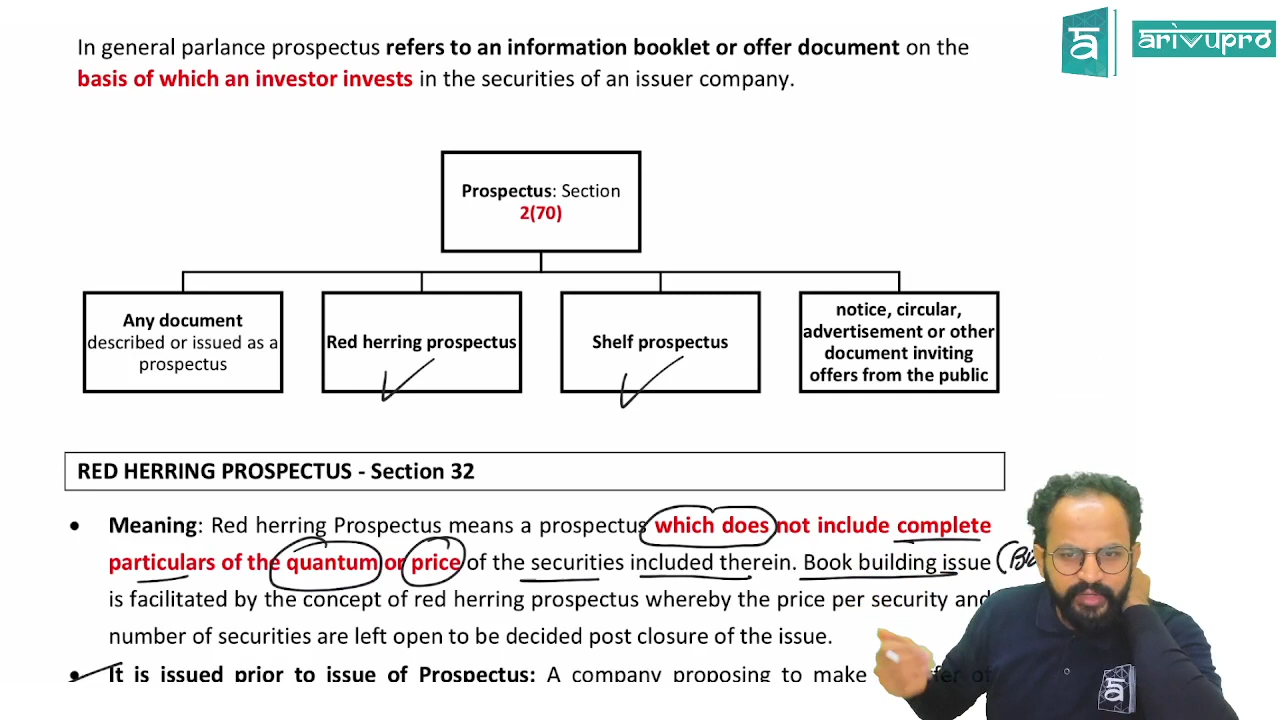 In general parlance prospectus refers to an information booklet or offer document on the
basis of which an investor invests in the securities of an issuer company.
arivupro
Prospectus: Section
2(70)
Any document
described or issued as a
prospectus
Red herring prospectus
Shelf prospectus
notice, circular,
advertisement or other
document inviting
offers from the public
RED HERRING PROSPECTUS - Section 32
• Meaning: Red herring Prospectus means a prospectus which does not include complete
particulars of the quantum or price of the securities included therein. Book building issue
is facilitated by the concept of red herring prospectus whereby the price per security and
number of securities are left open to be decided post closure of the issue.
• It is issued prior to issue of Prospectus: A company proposing to make